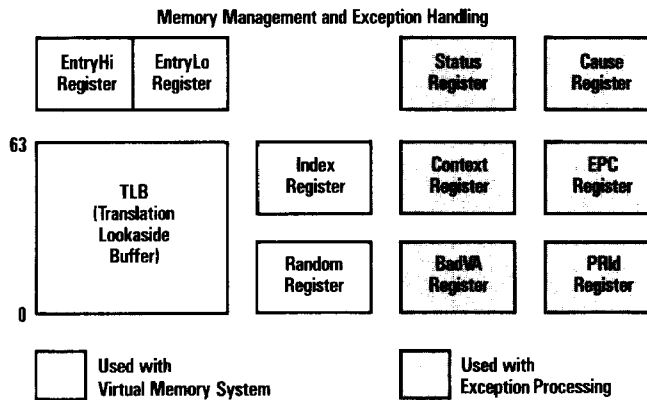 Memory Management and Exception Handling
EntryHi
Register
EntryLo
Register
Status
Register
Cause
Register
63
TLB
(Translation
Lookaside
Buffer)
0
Index
Register
Context
Register
EPC
Register
Random
Register
BadVA
Register
PRId
Register
Used with
Virtual Memory System
Used with
Exception Processing